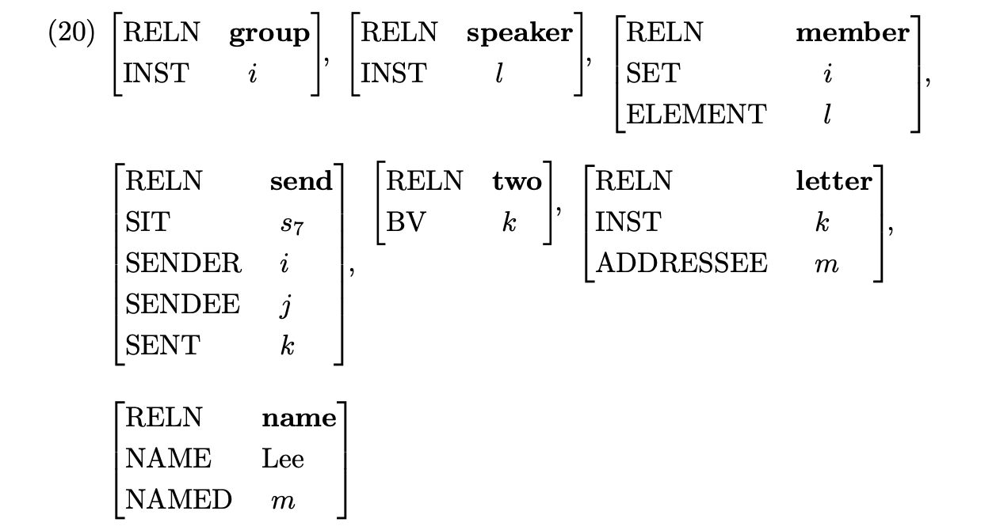 (20) [RELN group] , [RELN speaker] , [RELN member] ,
[INST i] [INST l] [SET i]
[ELEMENT l]
[RELN send] , [RELN two] , [RELN letter] ,
[SIT s₇] [BV k] [INST k]
[SENDER i] [ADDRESSEE m]
[SENDEE j]
[SENT k]
[RELN name]
[NAME Lee]
[NAMED m]